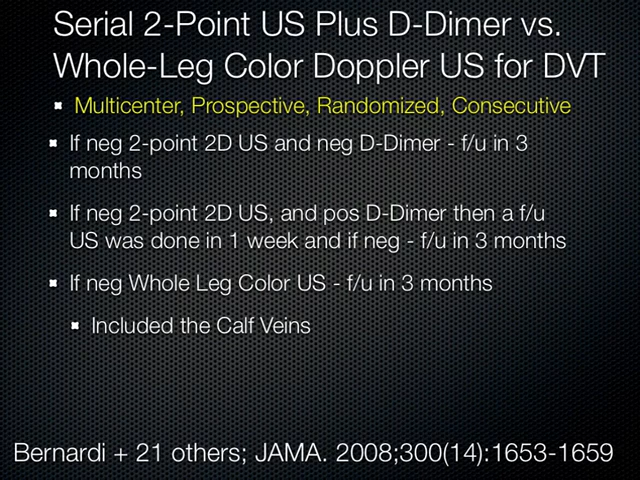 Serial 2-Point US Plus D-Dimer vs.
Whole-Leg Color Doppler US for DVT
Multicenter, Prospective, Randomized, Consecutive
If neg 2-point 2D US and neg D-Dimer - f/u in 3
months
If neg 2-point 2D US, and pos D-Dimer then a f/u
US was done in 1 week and if neg - f/u in 3 months
If neg Whole Leg Color US - f/u in 3 months
Included the Calf Veins
Bernardi + 21 others; JAMA. 2008;300(14):1653-1659